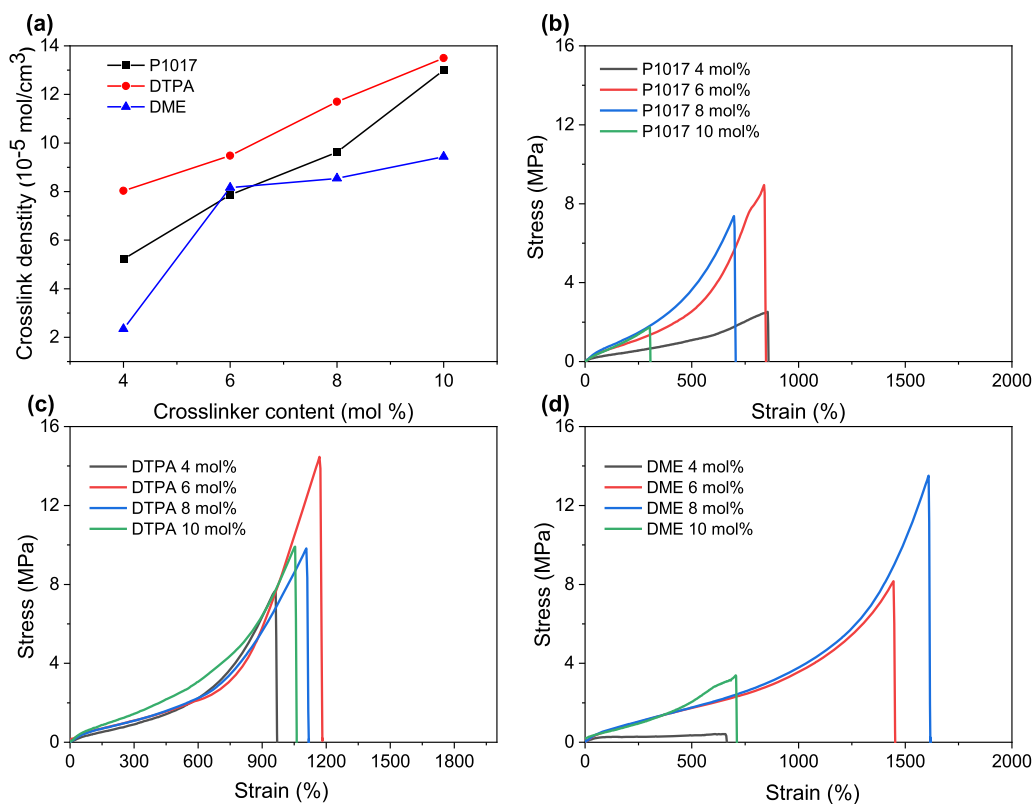 (a)
14
12
10
8
6
4
2
Crosslink denstity (10-5 mol/cm3)
P1017
DTPA
DME
4
6
8
10
Crosslinker content (mol %)
(b)
16
12
8
4
0
Stress (MPa)
P1017 4 mol%
P1017 6 mol%
P1017 8 mol%
P1017 10 mol%
0
500
1000
1500
2000
Strain (%)
(c)
16
12
8
4
0
Stress (MPa)
DTPA 4 mol%
DTPA 6 mol%
DTPA 8 mol%
DTPA 10 mol%
0
300
600
900
1200
1500
1800
Strain (%)
(d)
16
12
8
4
0
Stress (MPa)
DME 4 mol%
DME 6 mol%
DME 8 mol%
DME 10 mol%
0
500
1000
1500
2000
Strain (%)